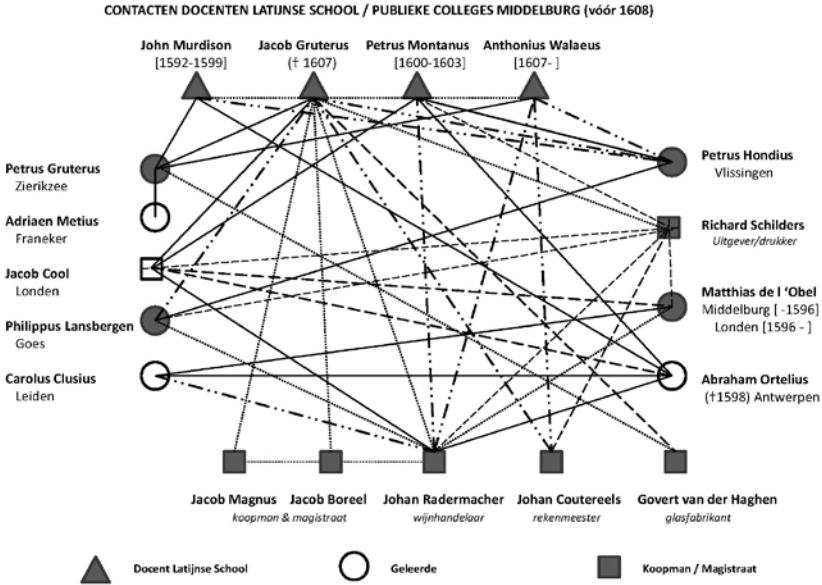 CONTACTEN DOCENTEN LATIJNSE SCHOOL / PUBLIEKE COLLEGES MIDDELBURG (vóór 1608)
John Murdison
[1592-1599]
Jacob Gruterus
(† 1607)
Petrus Montanus
[1600-1603]
Anthonius Walaeus
[1607- ]
Petrus Gruterus
Zierikzee
Adriaen Metius
Franeker
Jacob Cool
Londen
Philippus Lansbergen
Goes
Carolus Clusius
Leiden
Petrus Hondius
Vlissingen
Richard Schilders
Uitgever/drukker
Matthias de l ‘Obel
Middelburg [ -1596]
Londen [1596 - ]
Abraham Ortelius
(†1598) Antwerpen
Jacob Magnus
Jacob Boreel
koopman & magistraat
Johan Radermacher
wijnhandelaar
Johan Coutereels
rekenmeester
Govert van der Haghen
glasfabrikant
Docent Latijnse School
Geleerde
Koopman / Magistraat